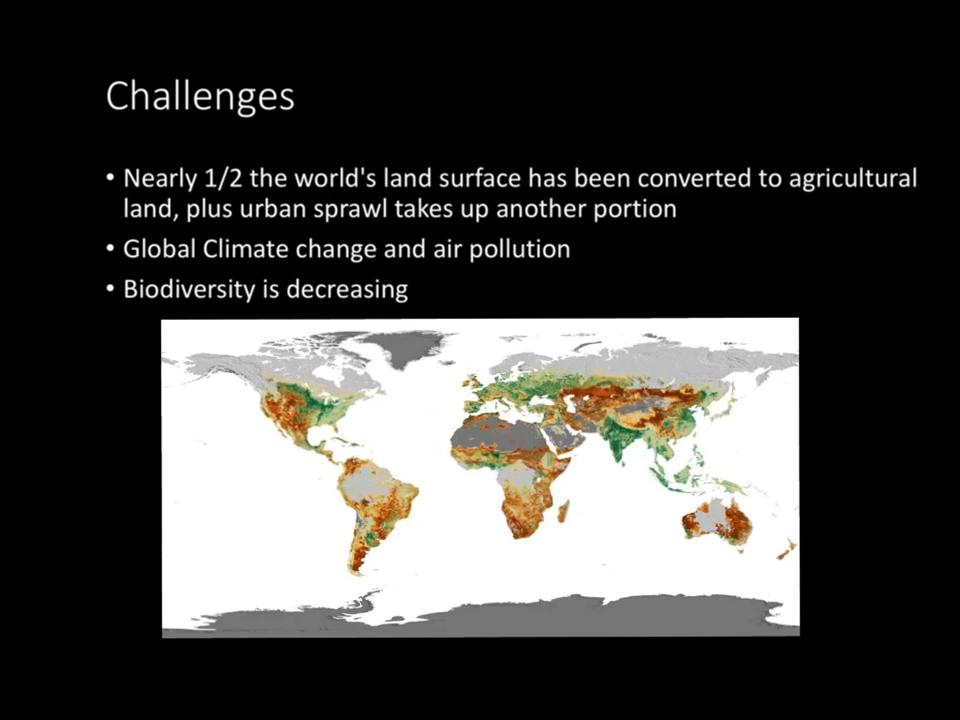 Challenges
• Nearly 1/2 the world's land surface has been converted to agricultural
land, plus urban sprawl takes up another portion
• Global Climate change and air pollution
• Biodiversity is decreasing